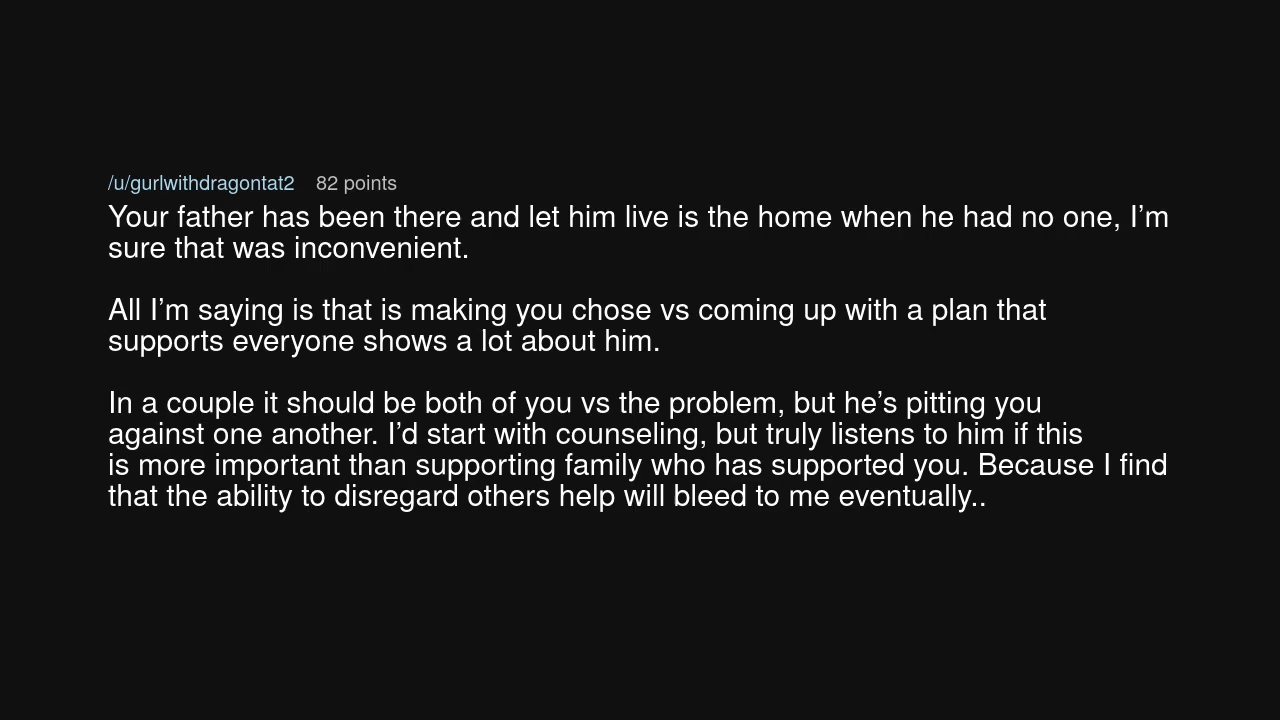 /u/gurlwithdragontat2 82 points
Your father has been there and let him live is the home when he had no one, I’m
sure that was inconvenient.
All I’m saying is that is making you chose vs coming up with a plan that
supports everyone shows a lot about him.
In a couple it should be both of you vs the problem, but he’s pitting you
against one another. I’d start with counseling, but truly listens to him if this
is more important than supporting family who has supported you. Because I find
that the ability to disregard others help will bleed to me eventually..